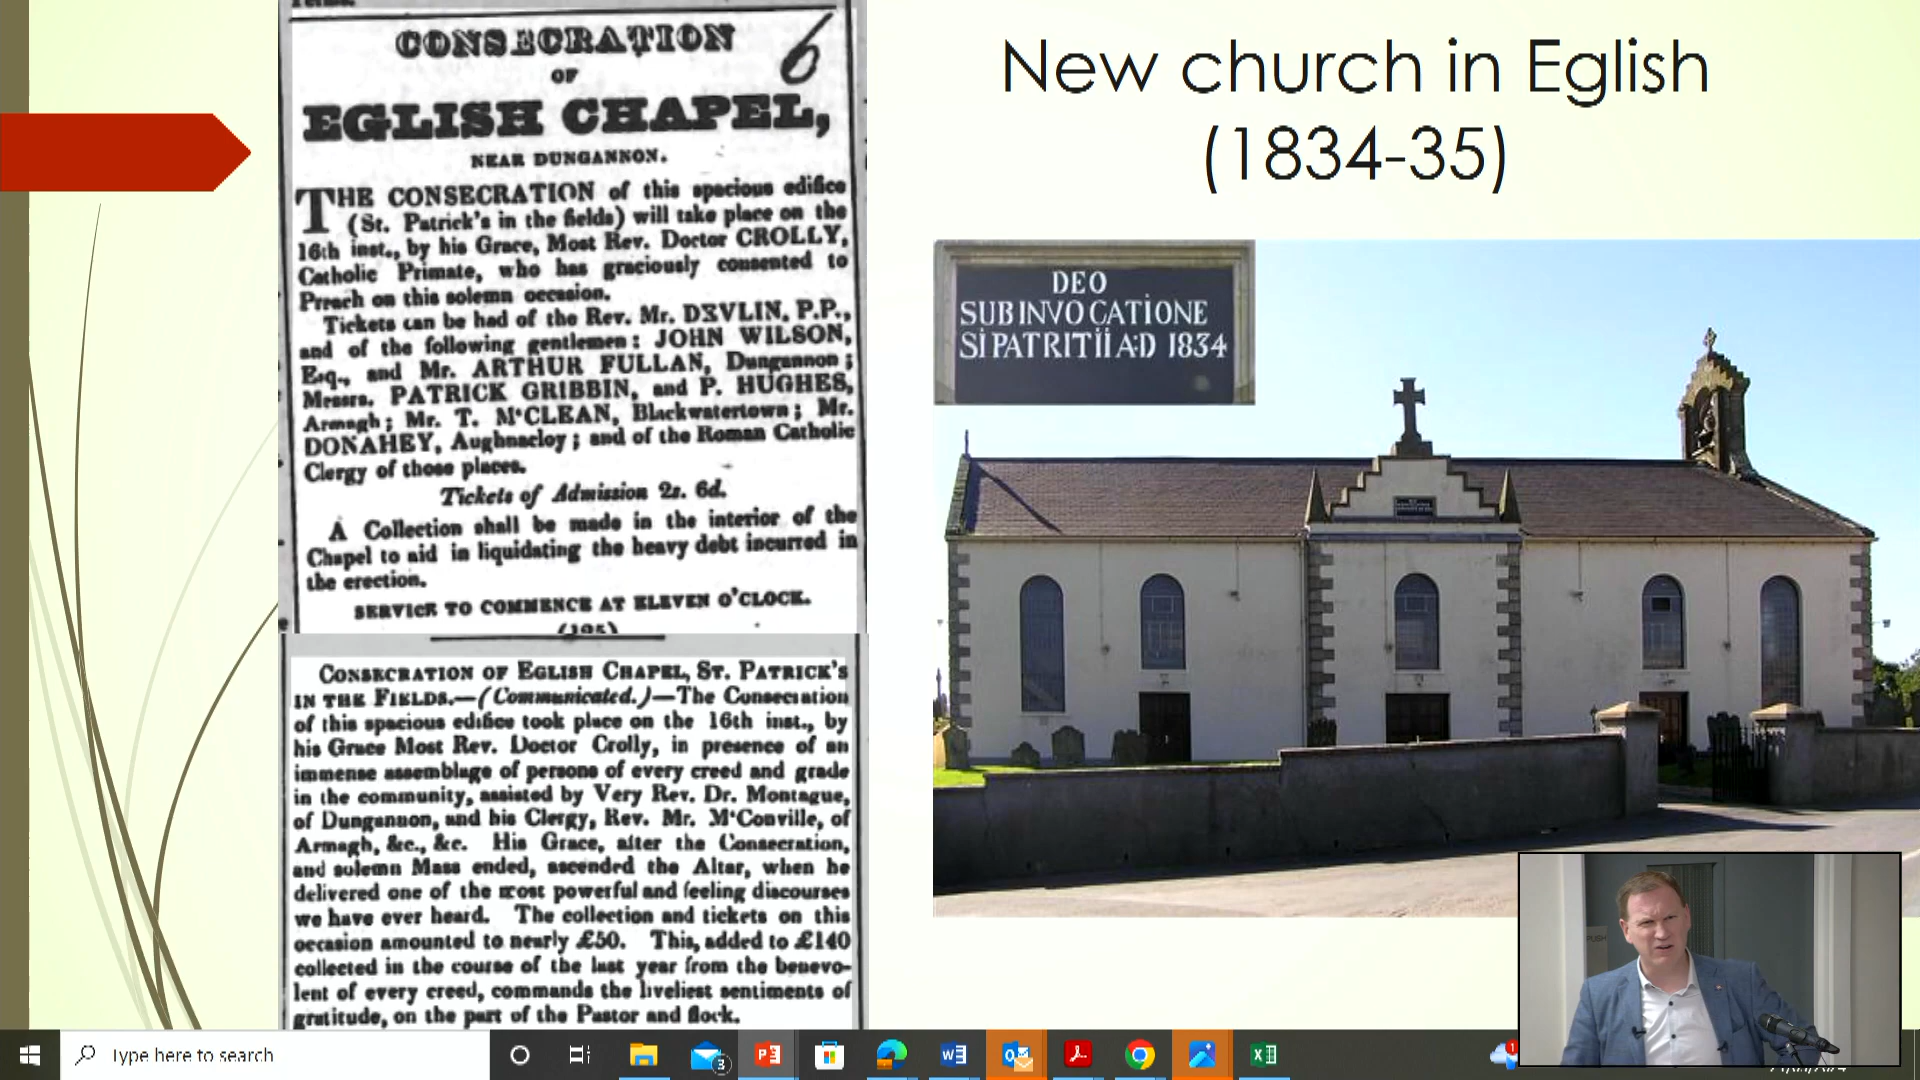 CONSECRATION
OF
EGLISH CHAPEL,
NEAR DUNGANNON.
6
THE CONSECRATION of this spacious edifice
(St. Patrick's in the fields) will take place on the
16th inst., by his Grace, Most Rev. Doctor CROLLY,
Catholic Primate, who has graciously consented to
Preach on this solemn occasion.
Tickets can be had of the Rev. Mr. DEVLIN, P.P.,
and of the following gentlemen: JOHN WILSON,
Esq., and Mr. ARTHUR FULLAN, Dungannon;
Messrs. PATRICK GRIBBIN, and P. HUGHES,
Armagh; Mr. T. M'CLEAN, Blackwatertown; Mr.
DONAHEY, Aughnacloy; and of the Roman Catholic
Clergy of those places.
Tickets of Admission 2s. 6d.
A Collection shall be made in the interior of the
Chapel to aid in liquidating the heavy debt incurred in
the erection.
SERVICE TO COMMENCE AT ELEVEN O'CLOCK.
CONSECRATION OF EGLISH CHAPEL, ST. PATRICK'S
IN THE FIELDS.—(Communicated.)—The Consecration
of this spacious edifice took place on the 16th inst., by
his Grace Most Rev. Doctor Crolly, in presence of an
immense assemblage of persons of every creed and grade
in the community, assisted by Very Rev. Dr. Montague,
of Dungannon, and his Clergy, Rev. Mr. M'Conville, of
Armagh, &c., &c. His Grace, after the Consecration,
and solemn Mass ended, ascended the Altar, when he
delivered one of the most powerful and feeling discourses
we have ever heard. The collection and tickets on this
occasion amounted to nearly £50. This, added to £140
collected in the course of the last year from the benevo-
lent of every creed, commands the liveliest sentiments of
gratitude, on the part of the Pastor and flock.
New church in Eglish
(1834-35)
DEO
SUB INVOCATIONE
SI PATRITII A:D 1834
PUSH
Type here to search
3
1